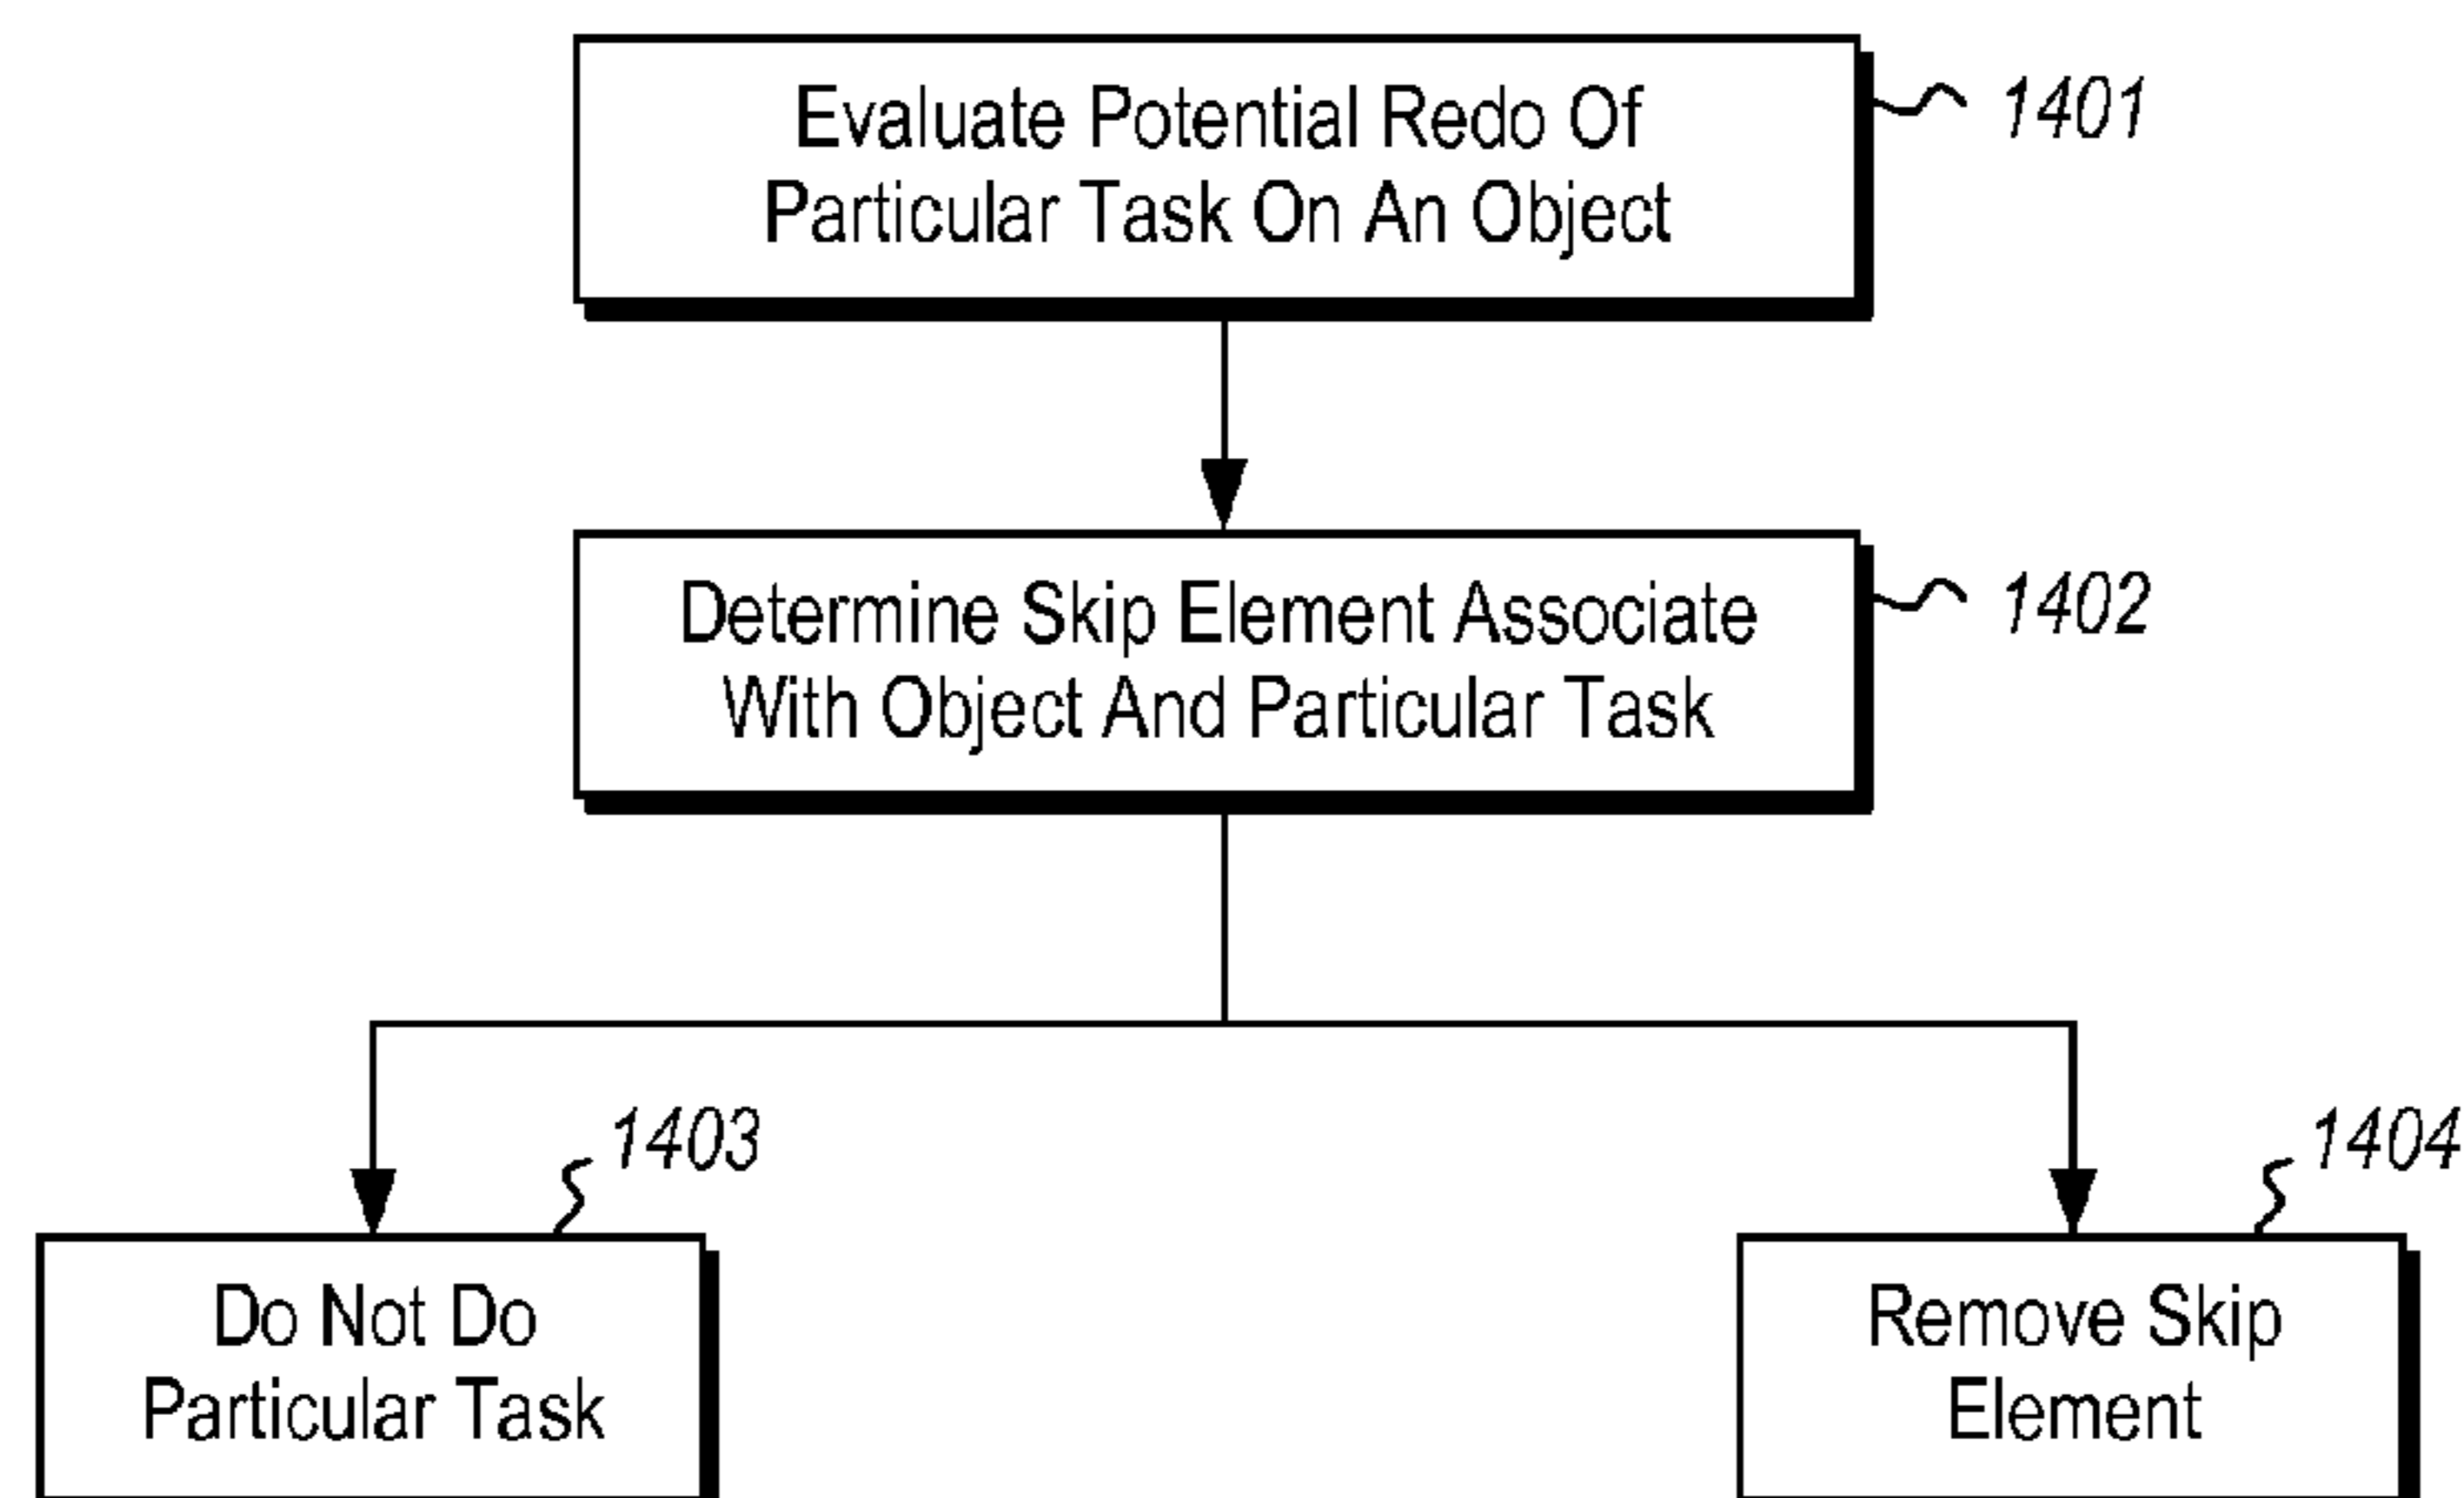 Evaluate Potential Redo Of
Particular Task On An Object
1401
Determine Skip Element Associate
With Object And Particular Task
1402
1403
Do Not Do
Particular Task
1404
Remove Skip
Element